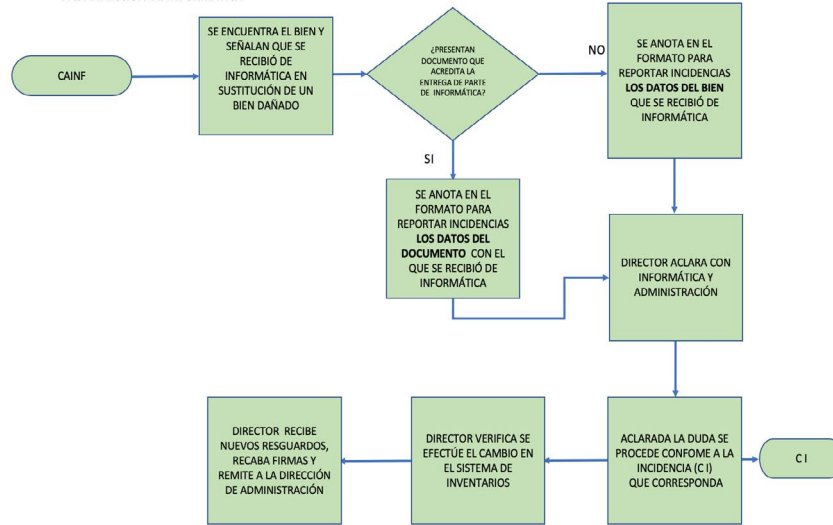 CAINF
SE ENCUENTRA EL BIEN Y
SEÑALAN QUE SE
RECIBIÓ DE
INFORMÁTICA EN
SUSTITUCIÓN DE UN
BIEN DAÑADO
¿PRESENTAN
DOCUMENTO QUE
ACREDITA LA
ENTREGA DE PARTE
DE INFORMÁTICA?
NO
SE ANOTA EN EL
FORMATO PARA
REPORTAR INCIDENCIAS
LOS DATOS DEL BIEN
QUE SE RECIBIÓ DE
INFORMÁTICA
SI
SE ANOTA EN EL
FORMATO PARA
REPORTAR INCIDENCIAS
LOS DATOS DEL
DOCUMENTO CON EL
QUE SE RECIBIÓ DE
INFORMÁTICA
DIRECTOR ACLARA CON
INFORMÁTICA Y
ADMINISTRACIÓN
ACLARADA LA DUDA SE
PROCEDE CONFOME A LA
INCIDENCIA (C I)
QUE CORRESPONDA
C I
DIRECTOR VERIFICA SE
EFECTÚE EL CAMBIO EN
EL SISTEMA DE
INVENTARIOS
DIRECTOR RECIBE
NUEVOS RESGUARDOS,
RECABA FIRMAS Y
REMITE A LA DIRECCIÓN
DE ADMINISTRACIÓN